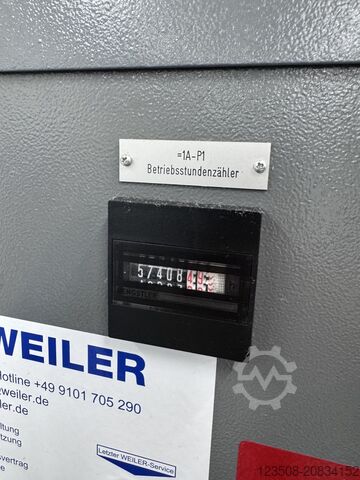 =1A-P1
Betriebsstundenzähler
57408
HENGSTLER
WEILER
Hotline +49 9101 705 290
weiler.de
ler.de
Letzter WEILER-Service
123508-20834152